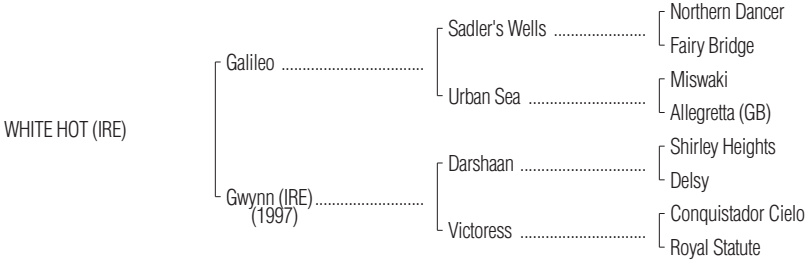 Northern Dancer
Sadler's Wells ......................
Fairy Bridge
Galileo ..................................
Miswaki
Urban Sea ............................
Allegretta (GB)
WHITE HOT (IRE)
Shirley Heights
Darshaan ..............................
Delsy
Gwynn (IRE) ..........................
(1997)
Conquistador Cielo
Victoress ..............................
Royal Statute